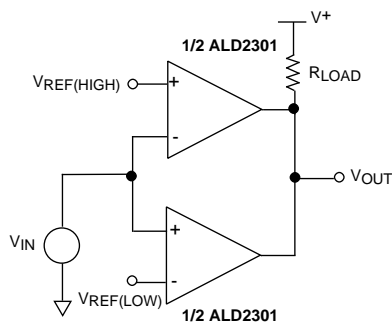 V+
1/2 ALD2301
VREF(HIGH)
+
-
RLOAD
VOUT
VIN
+
-
VREF(LOW)
1/2 ALD2301